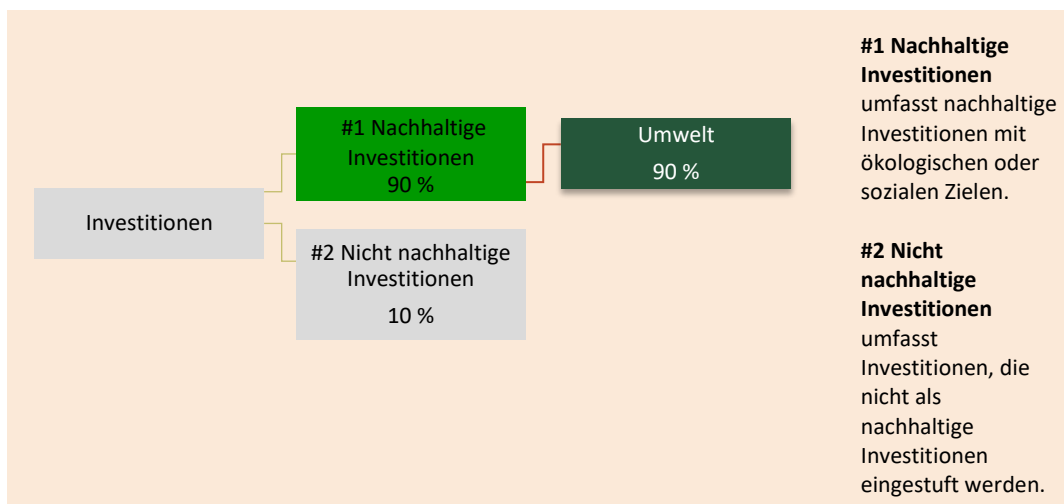 Investitionen
#1 Nachhaltige
Investitionen
90 %
Umwelt
90 %
#2 Nicht nachhaltige
Investitionen
10 %
#1 Nachhaltige
Investitionen
umfasst nachhaltige
Investitionen mit
ökologischen oder
sozialen Zielen.
#2 Nicht
nachhaltige
Investitionen
umfasst
Investitionen, die
nicht als
nachhaltige
Investitionen
eingestuft werden.